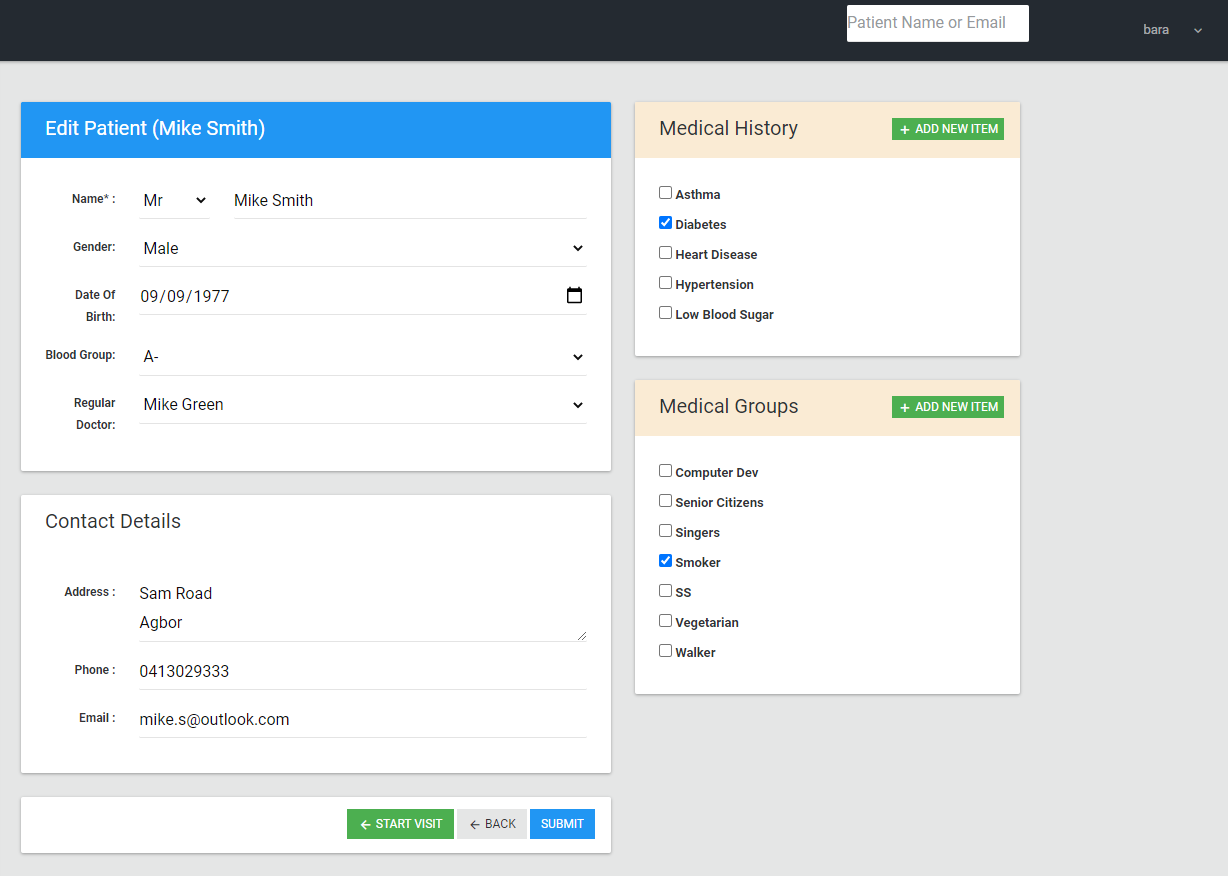 Patient Name or Email
bara
Edit Patient (Mike Smith)
Name* : Mr Mike Smith
Gender: Male
Date Of
Birth:
09/09/1977
Blood Group: A-
Regular
Doctor:
Mike Green
Contact Details
Address : Sam Road
Agbor
Phone : 0413029333
Email : mike.s@outlook.com
START VISIT BACK SUBMIT
Medical History
+ ADD NEW ITEM
Asthma
Diabetes
Heart Disease
Hypertension
Low Blood Sugar
Medical Groups
+ ADD NEW ITEM
Computer Dev
Senior Citizens
Singers
Smoker
SS
Vegetarian
Walker